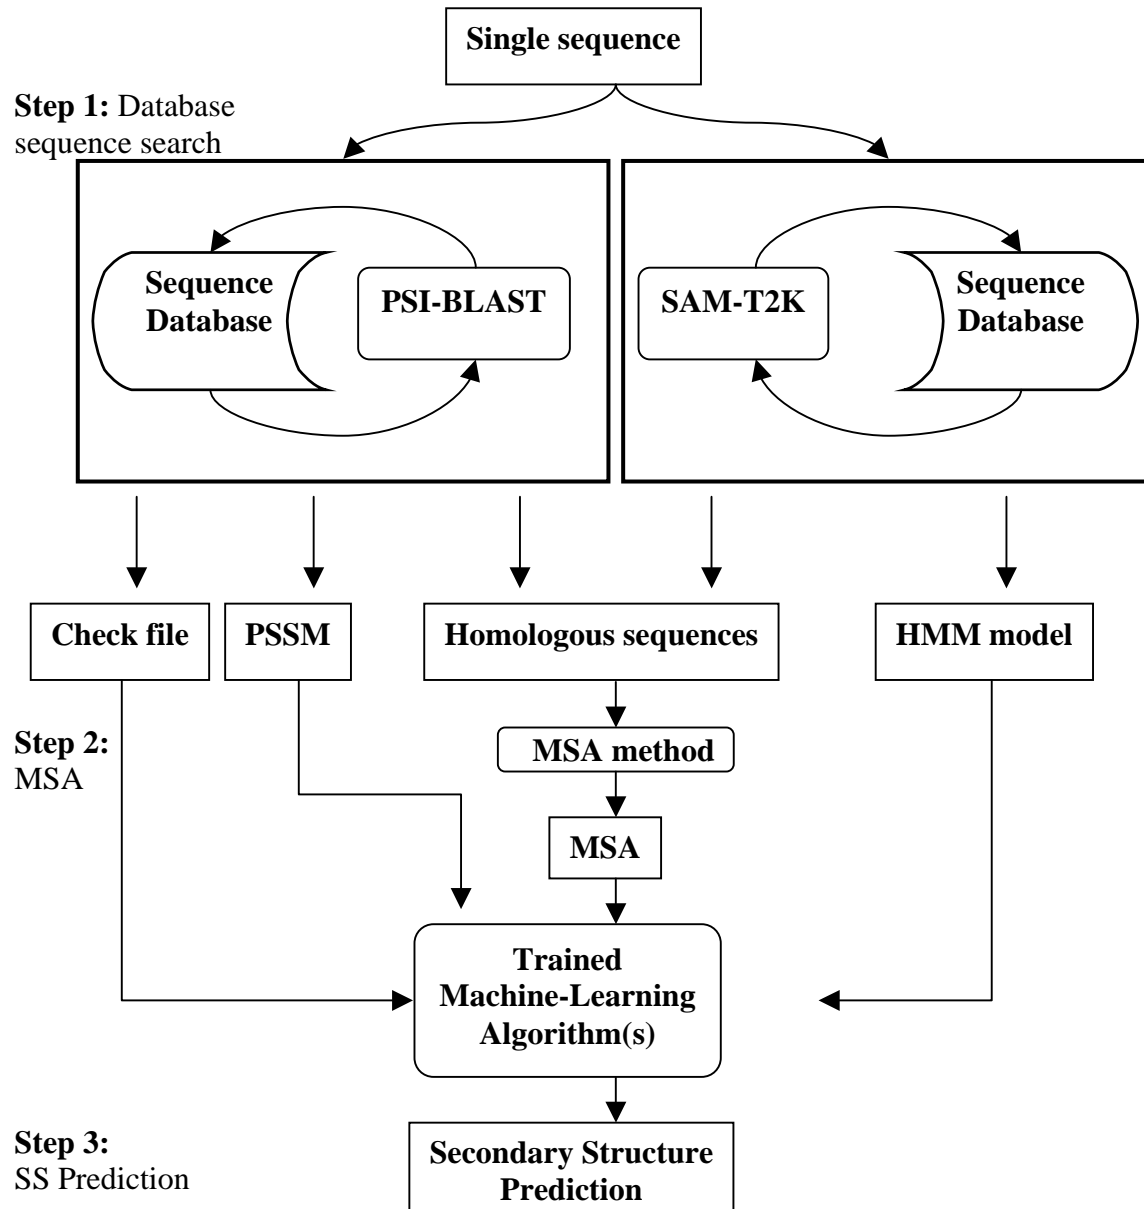 Single sequence
Step 1: Database
sequence search
Sequence
Database
PSI-BLAST
SAM-T2K
Sequence
Database
Check file
PSSM
Homologous sequences
HMM model
Step 2:
MSA
MSA method
MSA
Trained
Machine-Learning
Algorithm(s)
Step 3:
SS Prediction
Secondary Structure
Prediction